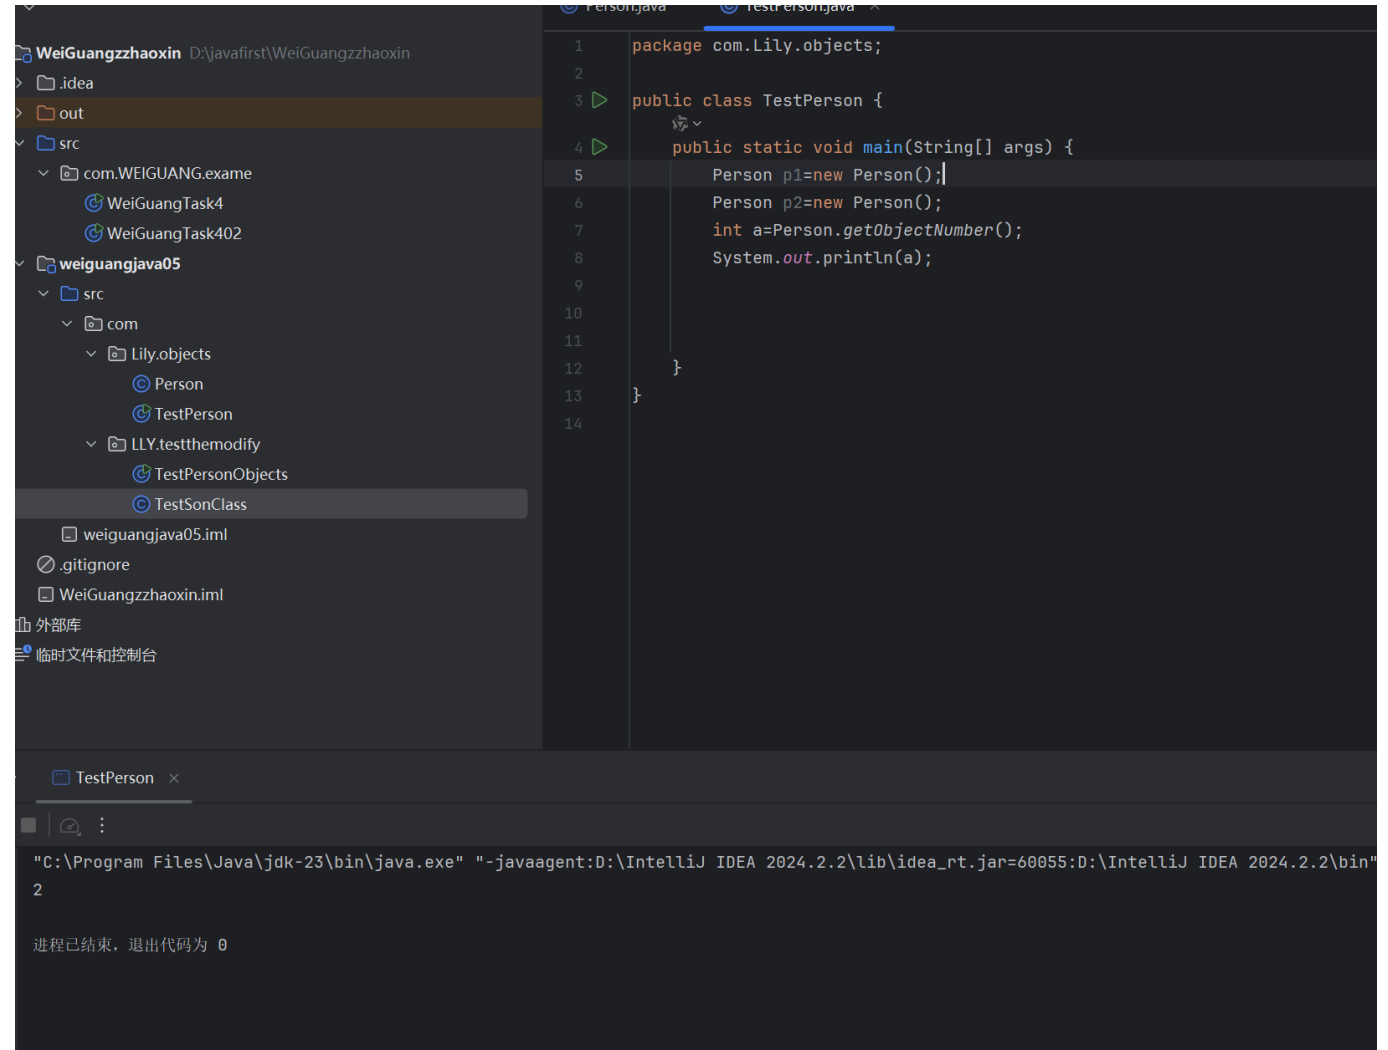 WeiGuangzzhaoxin D:\javafirst\WeiGuangzzhaoxin
.idea
out
src
com.WEIGUANG.exame
WeiGuangTask4
WeiGuangTask402
weiguangjava05
src
com
Lily.objects
Person
TestPerson
LLY.testthemodify
TestPersonObjects
TestSonClass
weiguangjava05.iml
.gitignore
WeiGuangzzhaoxin.iml
外部库
临时文件和控制台
Person.java TestPerson.java
1 package com.Lily.objects;
2
3 public class TestPerson {
4 public static void main(String[] args) {
5 Person p1=new Person();
6 Person p2=new Person();
7 int a=Person.getObjectNumber();
8 System.out.println(a);
9
10
11
12 }
13 }
14
TestPerson
"C:\Program Files\Java\jdk-23\bin\java.exe" "-javaagent:D:\IntelliJ IDEA 2024.2.2\lib\idea_rt.jar=60055:D:\IntelliJ IDEA 2024.2.2\bin"
2
进程已结束，退出代码为 0